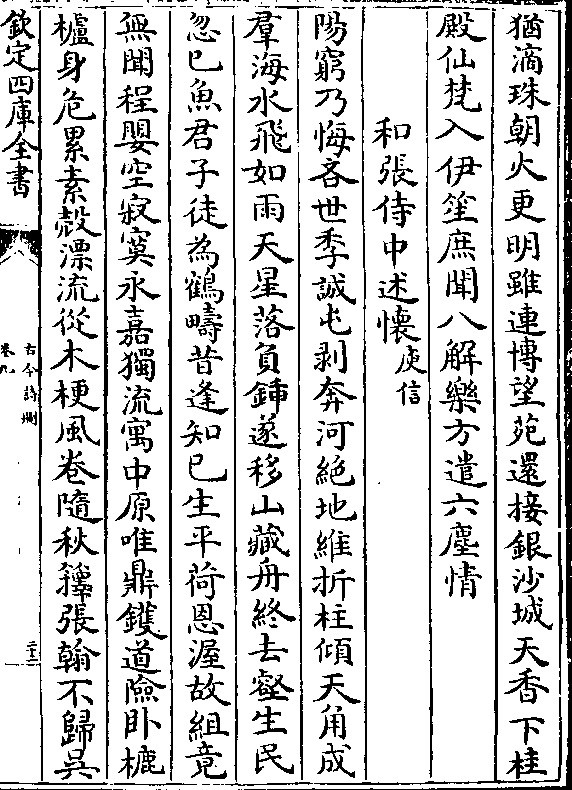 猶滴珠朝火更明雖連博望苑還接銀沙城天香下桂
殿仙梵入伊笙庶聞八解樂方遣六塵情
和張侍中述懷庾信
陽窮乃悔吝世季誠屯剥奔河絶地維折柱傾天角成
羣海水飛如雨天星落負鍤遂移山藏舟終去壑生民
忽已魚君子徒為鶴疇昔逢知已生平荷恩渥故組竟
無聞程嬰空寂寞永嘉獨流寓中原唯鼎鑊道險卧樚
櫨身危累素殻漂流從木梗風卷隨秋籜張翰不歸吳
欽定四庫全書
古今詩刪
卷九
二十三